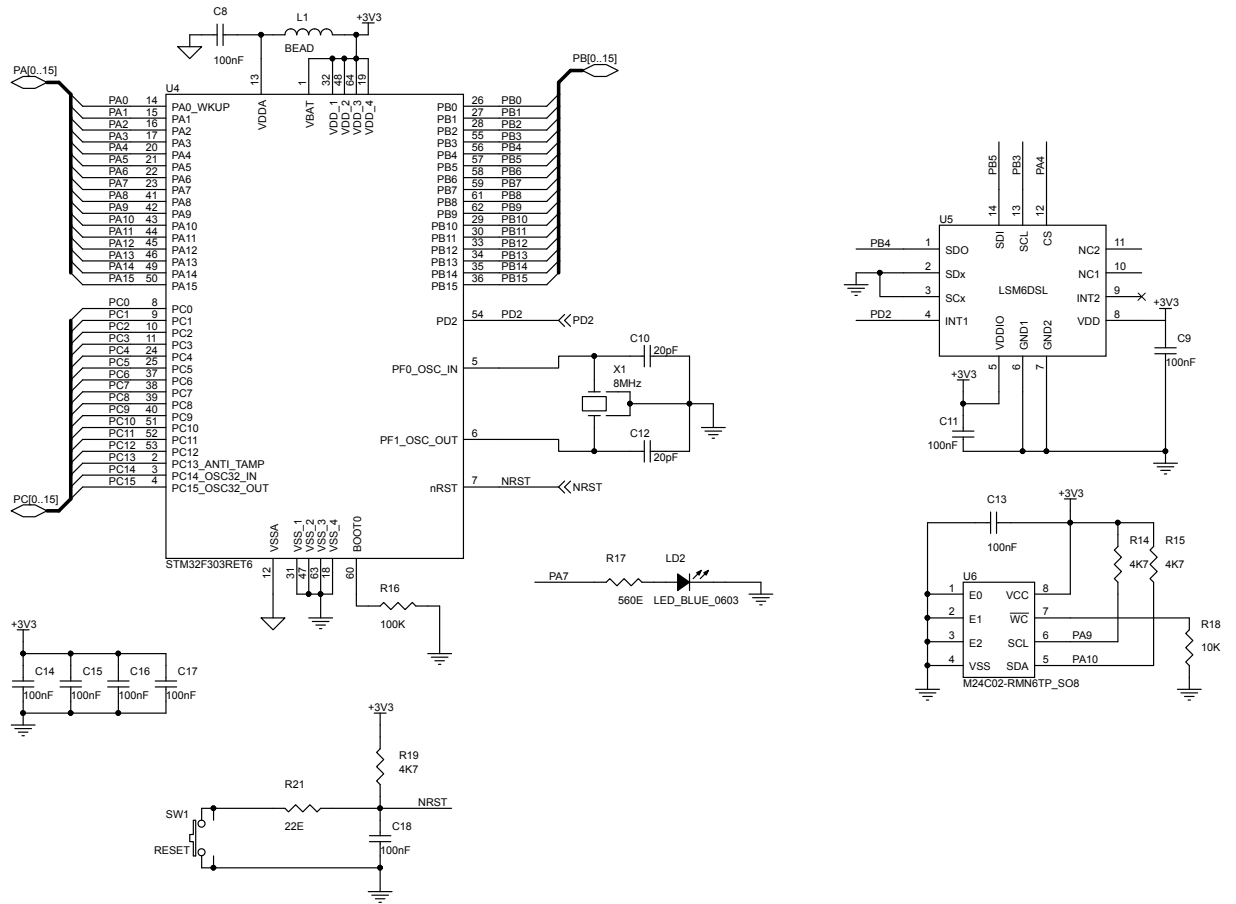 C8
100nF
L1
BEAD
+3V3
PA[0..15]
PB[0..15]
U4
13
1
32
48
64
19
VDDA
VBAT
VDD_1
VDD_2
VDD_3
VDD_4
PA0 14 PA0_WKUP
PA1 15 PA1
PA2 16 PA2
PA3 17 PA3
PA4 20 PA4
PA5 21 PA5
PA6 22 PA6
PA7 23 PA7
PA8 41 PA8
PA9 42 PA9
PA10 43 PA10
PA11 44 PA11
PA12 45 PA12
PA13 46 PA13
PA14 49 PA14
PA15 50 PA15
PC0 8 PC0
PC1 9 PC1
PC2 10 PC2
PC3 11 PC3
PC4 24 PC4
PC5 25 PC5
PC6 37 PC6
PC7 38 PC7
PC8 39 PC8
PC9 40 PC9
PC10 51 PC10
PC11 52 PC11
PC12 53 PC12
PC13 2 PC13_ANTI_TAMP
PC14 3 PC14_OSC32_IN
PC15 4 PC15_OSC32_OUT
PC[0..15]
PB0 26 PB0
PB1 27 PB1
PB2 28 PB2
PB3 55 PB3
PB4 56 PB4
PB5 57 PB5
PB6 58 PB6
PB7 59 PB7
PB8 61 PB8
PB9 62 PB9
PB10 29 PB10
PB11 30 PB11
PB12 33 PB12
PB13 34 PB13
PB14 35 PB14
PB15 36 PB15
PD2 54 PD2 PD2
PF0_OSC_IN 5
PF1_OSC_OUT 6
nRST 7 NRST NRST
C10
20pF
X1
8MHz
C12
20pF
VSSA
VSS_1
VSS_2
VSS_3
VSS_4
BOOT0
STM32F303RET6
12
31
47
63
18
60
R16
100K
PB5
PB3
PA4
14
13
12
U5
SDI
SCL
CS
PB4 1 SDO
2 SDx
3 SCx
PD2 4 INT1
LSM6DSL
NC2 11
NC1 10
INT2 9
VDD 8
+3V3
VDDIO
GND1
GND2
5
6
7
C9
100nF
+3V3
C11
100nF
R17
PA7
560E
LD2
LED_BLUE_0603
C13
100nF
+3V3
R14
4K7
R15
4K7
U6
1 E0
2 E1
3 E2
4 VSS
VCC 8
WC 7
SCL 6 PA9
SDA 5 PA10
M24C02-RMN6TP_SO8
R18
10K
+3V3
C14
100nF
C15
100nF
C16
100nF
C17
100nF
+3V3
R19
4K7
R21
22E
NRST
SW1
RESET
C18
100nF